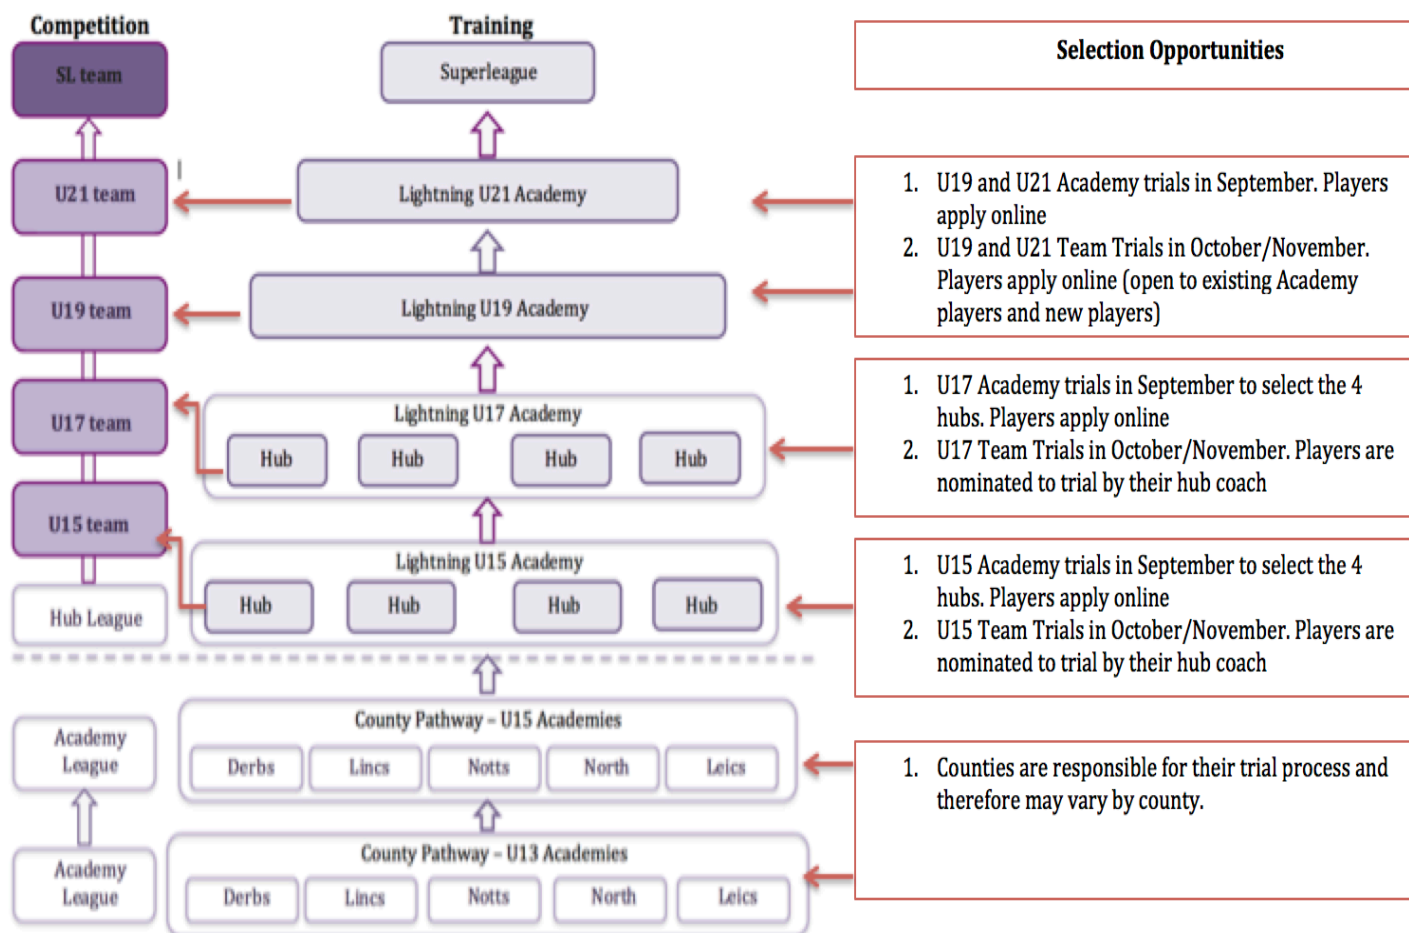 Competition
Training
Selection Opportunities
SL team
Superleague
U21 team
Lightning U21 Academy
1. U19 and U21 Academy trials in September. Players
apply online
2. U19 and U21 Team Trials in October/November.
Players apply online (open to existing Academy
players and new players)
U19 team
Lightning U19 Academy
U17 team
Lightning U17 Academy
Hub
Hub
Hub
Hub
1. U17 Academy trials in September to select the 4
hubs. Players apply online
2. U17 Team Trials in October/November. Players are
nominated to trial by their hub coach
U15 team
Lightning U15 Academy
Hub
Hub
Hub
Hub
1. U15 Academy trials in September to select the 4
hubs. Players apply online
2. U15 Team Trials in October/November. Players are
nominated to trial by their hub coach
Hub League
Academy
League
County Pathway – U15 Academies
Derbs
Lincs
Notts
North
Leics
1. Counties are responsible for their trial process and
therefore may vary by county.
Academy
League
County Pathway – U13 Academies
Derbs
Lincs
Notts
North
Leics